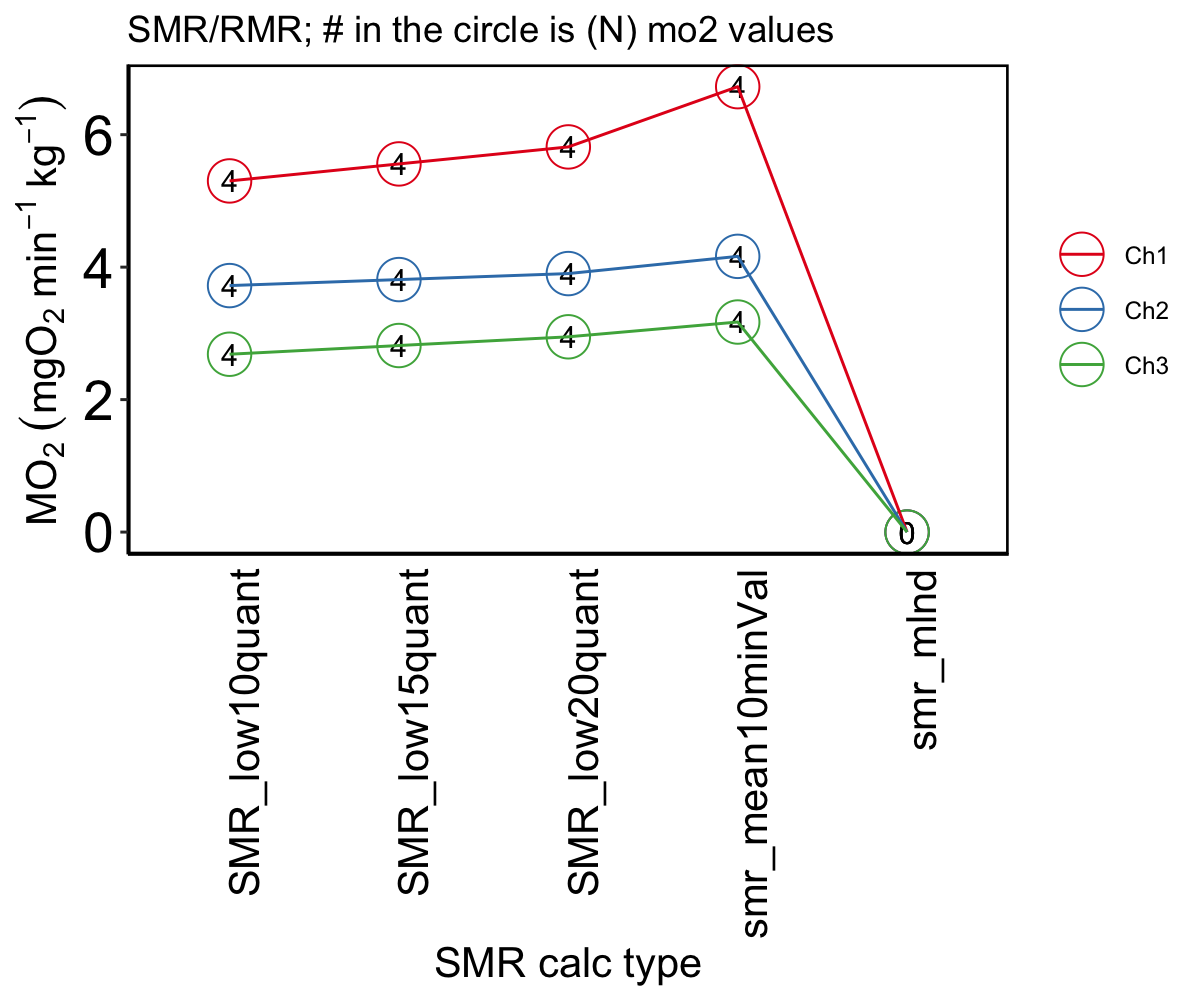 SMR/RMR; # in the circle is (N) mo2 values
MO₂ (mgO₂ min⁻¹ kg⁻¹)
6
4
2
0
4 4 4 4
4 4 4 4
4 4 4 4
0
Ch1
Ch2
Ch3
SMR_low10quant
SMR_low15quant
SMR_low20quant
smr_mean10minVal
smr_mlnd
SMR calc type